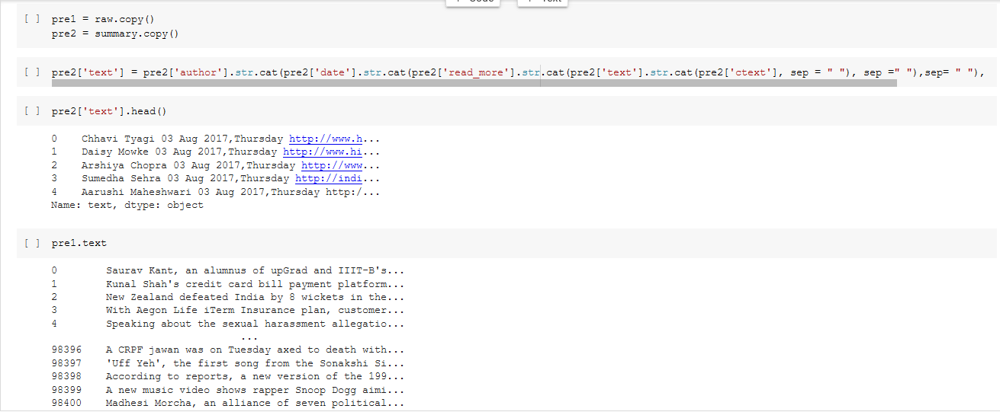 Code Text
[ ] pre1 = raw.copy()
pre2 = summary.copy()
[ ] pre2['text'] = pre2['author'].str.cat(pre2['date'].str.cat(pre2['read_more'].str.cat(pre2['text'].str.cat(pre2['ctext'], sep = " "), sep =" "),sep= " "),
[ ] pre2['text'].head()
0 Chhavi Tyagi 03 Aug 2017,Thursday http://www.h...
1 Daisy Mowke 03 Aug 2017,Thursday http://www.hi...
2 Arshiya Chopra 03 Aug 2017,Thursday http://www...
3 Sumedha Sehra 03 Aug 2017,Thursday http://indi...
4 Aarushi Maheshwari 03 Aug 2017,Thursday http:/...
Name: text, dtype: object
[ ] pre1.text
0 Saurav Kant, an alumnus of upGrad and IIIT-B's...
1 Kunal Shah's credit card bill payment platform...
2 New Zealand defeated India by 8 wickets in the...
3 With Aegon Life iTerm Insurance plan, customer...
4 Speaking about the sexual harassment allegatio...
...
98396 A CRPF jawan was on Tuesday axed to death with...
98397 'Uff Yeh', the first song from the Sonakshi Si...
98398 According to reports, a new version of the 199...
98399 A new music video shows rapper Snoop Dogg aimi...
98400 Madhesi Morcha, an alliance of seven political...